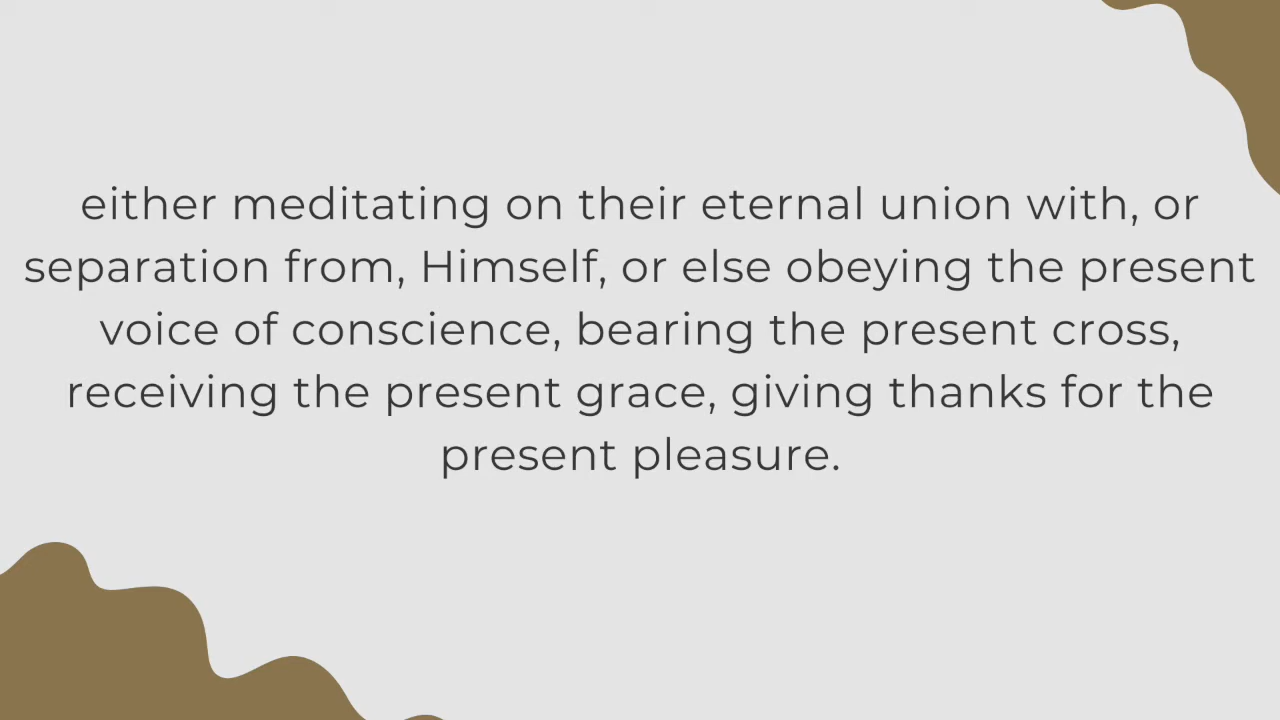 either meditating on their eternal union with, or
separation from, Himself, or else obeying the present
voice of conscience, bearing the present cross,
receiving the present grace, giving thanks for the
present pleasure.